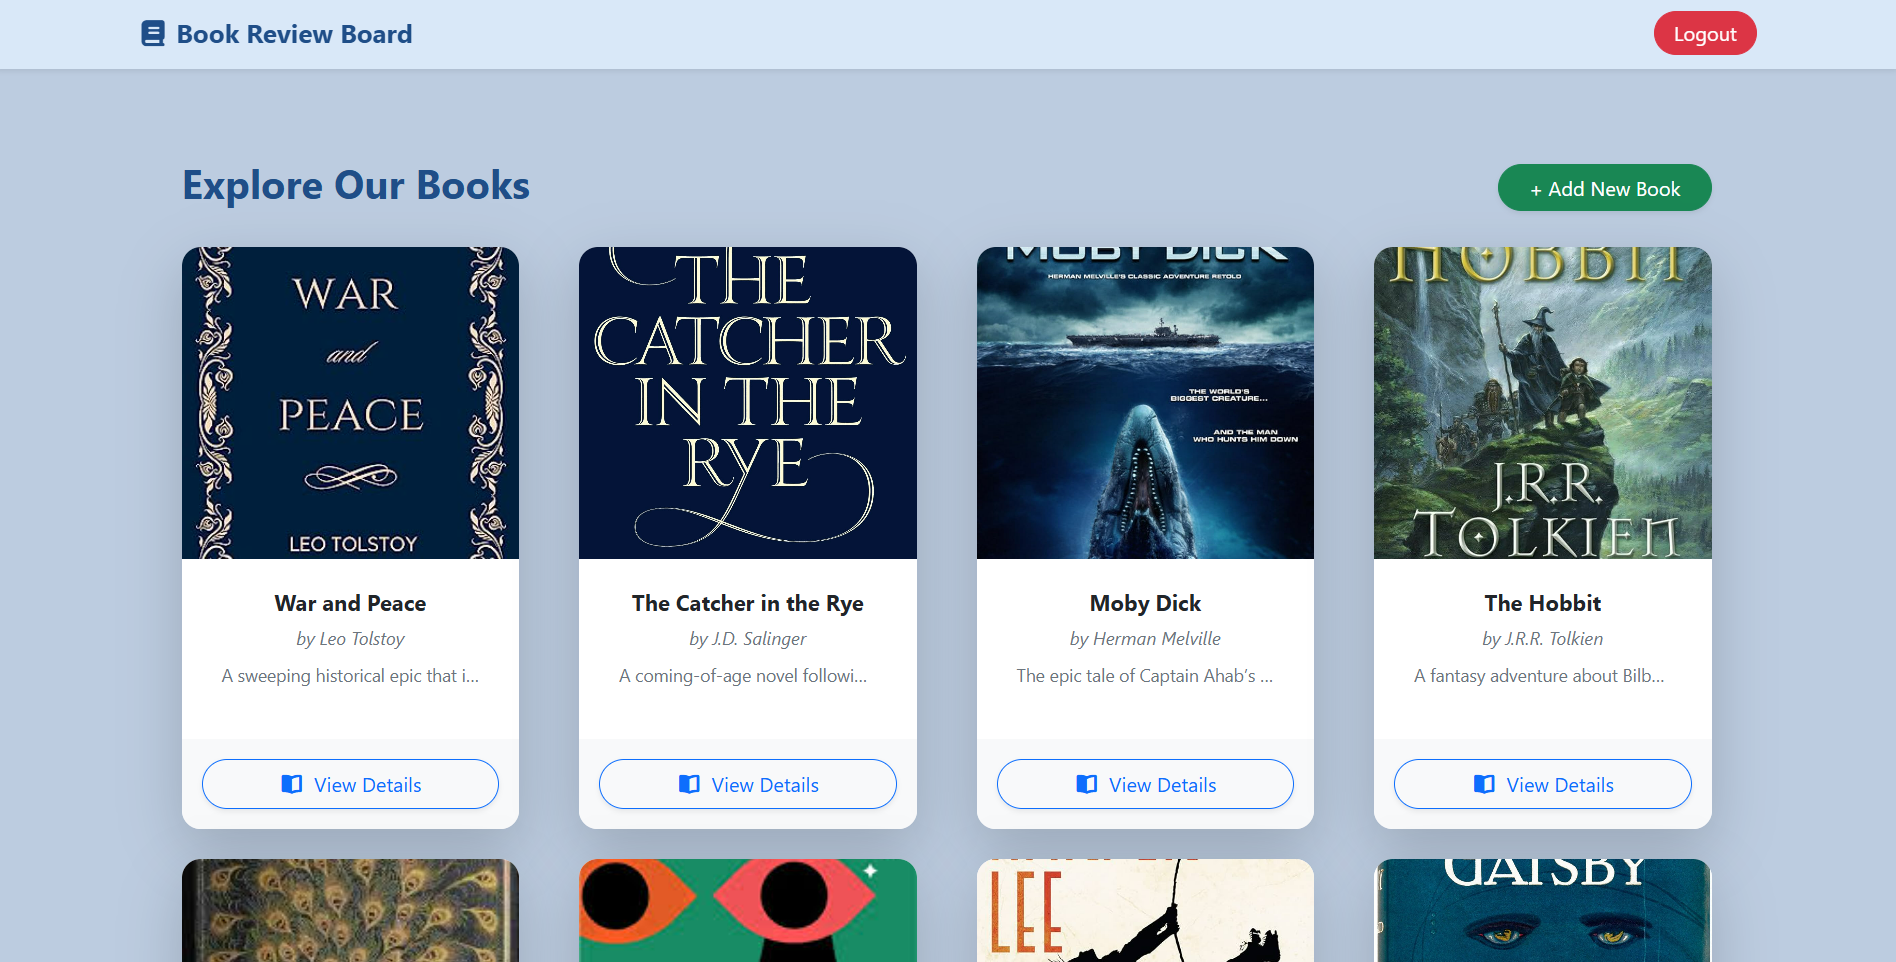 Book Review Board
Logout
Explore Our Books
+ Add New Book
WAR
and
PEACE
LEO TOLSTOY
THE
CATCHER
IN THE
RYE
MOBY DICK
HERMAN MELVILLE'S CLASSIC ADVENTURE RETOLD
THE WORLD'S
BIGGEST CREATURE...
AND THE MAN
WHO HUNTS HIM DOWN
HOBBIT
J.R.R.
TOLKIEN
War and Peace
by Leo Tolstoy
A sweeping historical epic that i...
View Details
The Catcher in the Rye
by J.D. Salinger
A coming-of-age novel followi...
View Details
Moby Dick
by Herman Melville
The epic tale of Captain Ahab's ...
View Details
The Hobbit
by J.R.R. Tolkien
A fantasy adventure about Bilb...
View Details
LEE
GATSBY